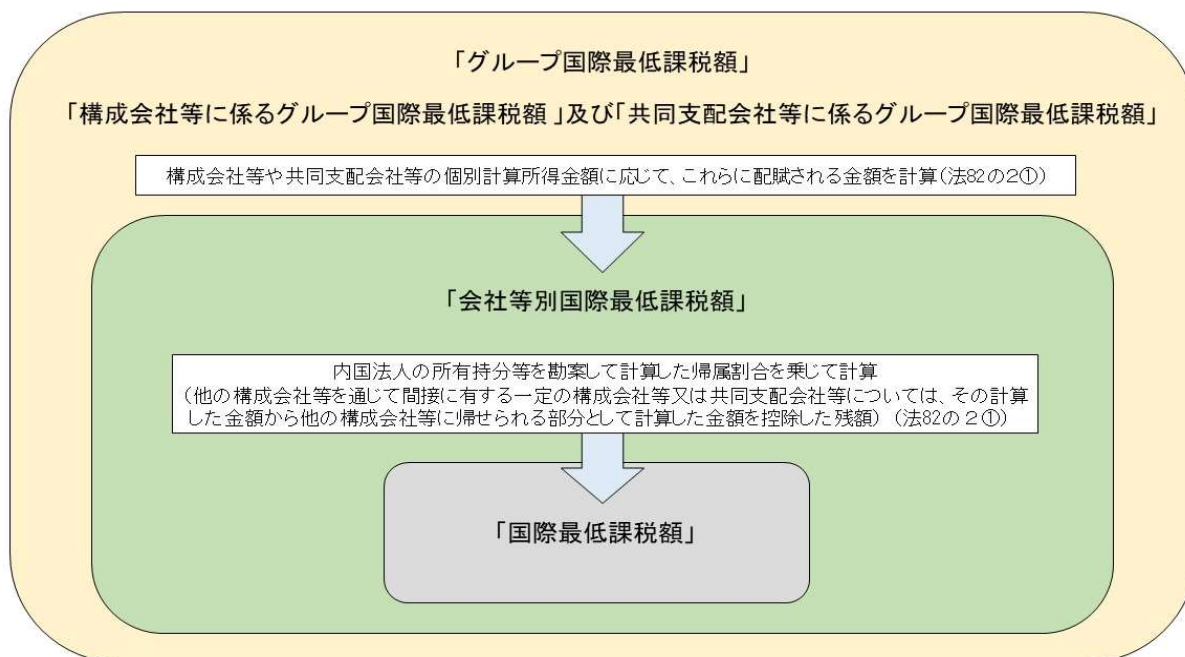 「グループ国際最低課税額」
「構成会社等に係るグループ国際最低課税額」及び「共同支配会社等に係るグループ国際最低課税額」
構成会社等や共同支配会社等の個別計算所得金額に応じて、これらに配賦される金額を計算(法82の2①)
「会社等別国際最低課税額」
内国法人の所有持分等を勘案して計算した帰属割合を乗じて計算
(他の構成会社等を通じて間接に有する一定の構成会社等又は共同支配会社等については、その計算
した金額から他の構成会社等に帰せられる部分として計算した金額を控除した残額) (法82の2①)
「国際最低課税額」